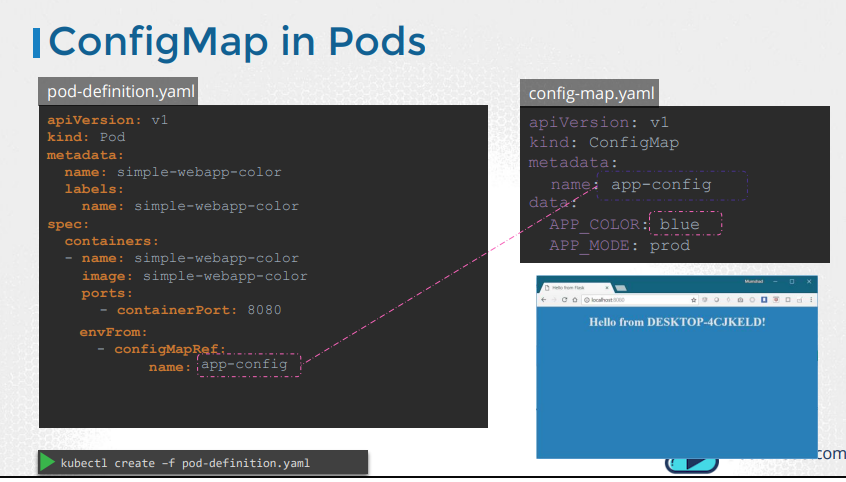 ConfigMap in Pods
pod-definition.yaml
apiVersion: v1
kind: Pod
metadata:
name: simple-webapp-color
labels:
name: simple-webapp-color
spec:
containers:
- name: simple-webapp-color
image: simple-webapp-color
ports:
- containerPort: 8080
envFrom:
- configMapRef:
name: app-config
config-map.yaml
apiVersion: v1
kind: ConfigMap
metadata:
name: app-config
data:
APP_COLOR: blue
APP_MODE: prod
Hello from Flask
localhost:8080
Hello from DESKTOP-4CJKELD!
kubectl create –f pod-definition.yaml
.com